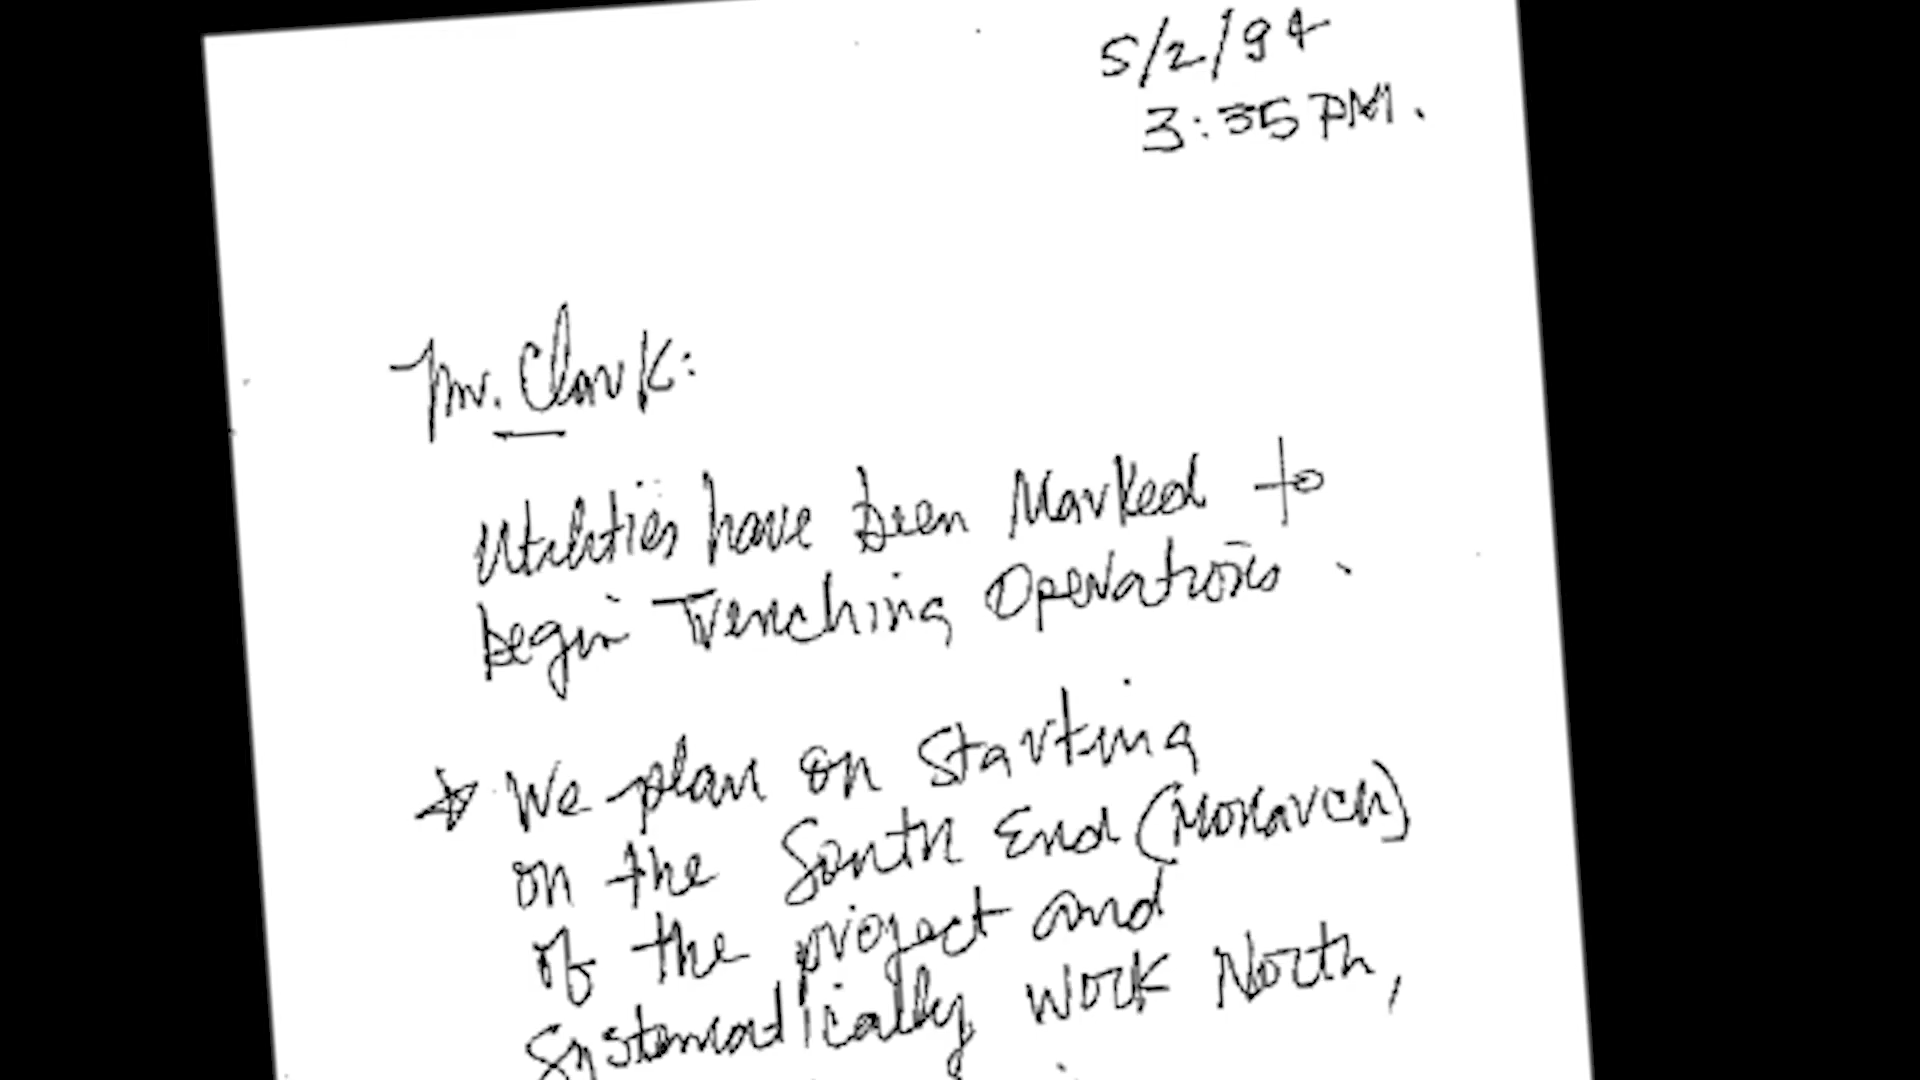 5/2/94
3:35 PM.
Mr. Clark:
Utilities have been Marked to
begin Trenching Operations.
☆ We plan on starting
on the South End (Monarch)
of the project and
systematically work North,